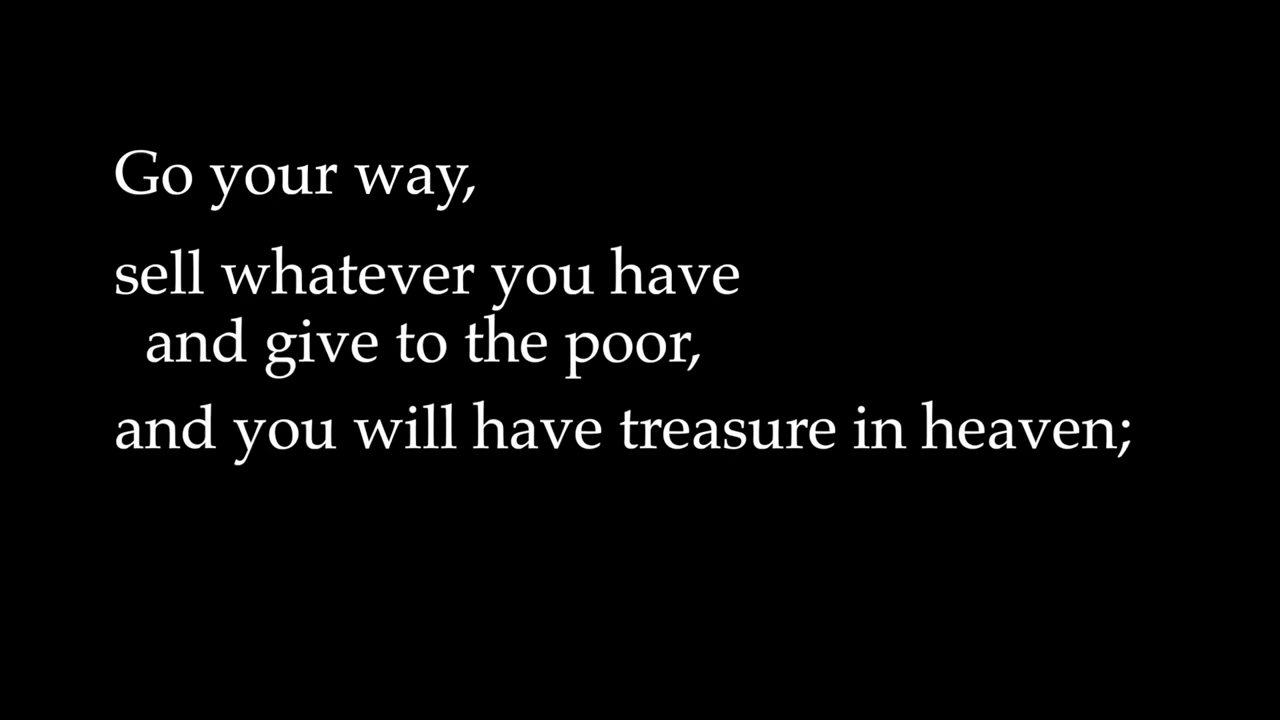 Go your way,
sell whatever you have
and give to the poor,
and you will have treasure in heaven;